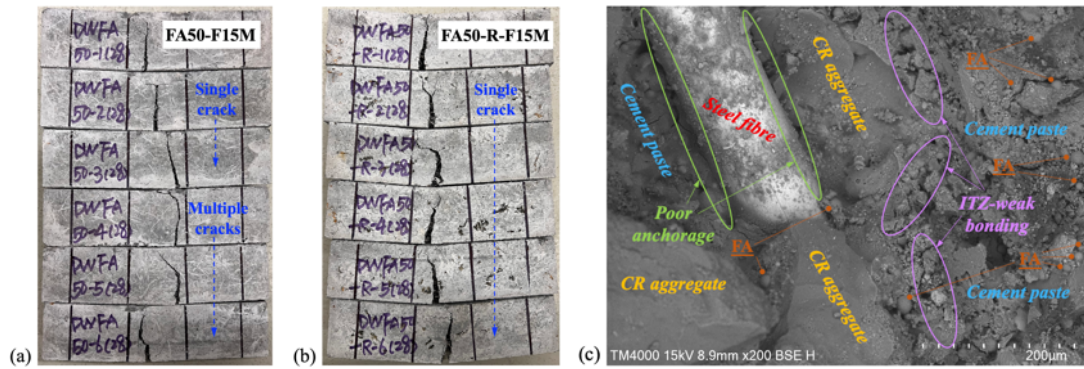 FA50-F15M
DWFA
50-1(28)
DWFA
50-2(28)
DWFA
50-3(28)
DWFA
50-4(28)
DWFA
50-5(28)
DWFA
50-6(28)
Single
crack
Multiple
cracks
(a)
FA50-R-F15M
DWFA50
-R-1(28)
DWFA50
-R-2(28)
DWFA50
-R-3(28)
DWFA50
-R-4(28)
DWFA50
-R-5(28)
DWFA50
-R-6(28)
Single
crack
(b)
Cement paste
Steel fibre
CR aggregate
FA
Cement paste
Poor
anchorage
FA
CR aggregate
CR aggregate
FA
ITZ-weak
bonding
FA
Cement paste
TM4000 15kV 8.9mm x200 BSE H
200μm
(c)